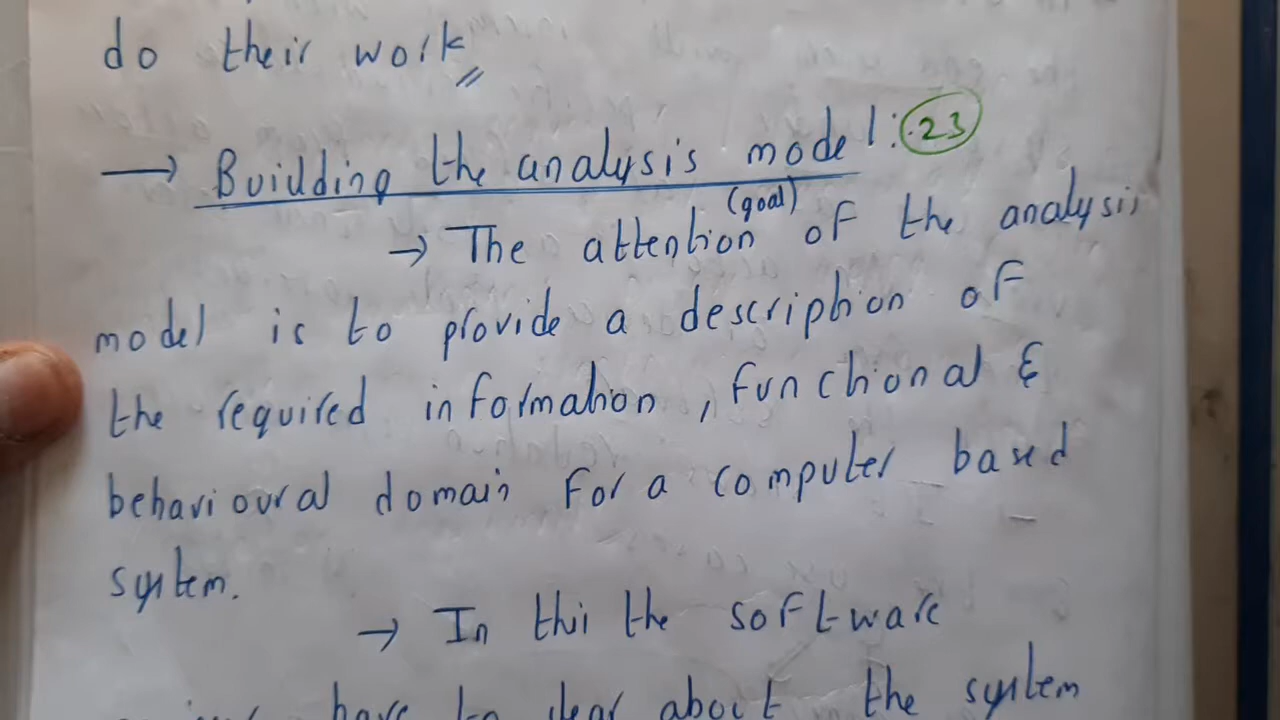 do their work
→ Buidding the analysis model: 23
(goal)
→ The attention of the analysis
model is to provide a description of
the required information, functional &
behavioural domain for a computer based
system.
→ In this the software
have to clear about the system